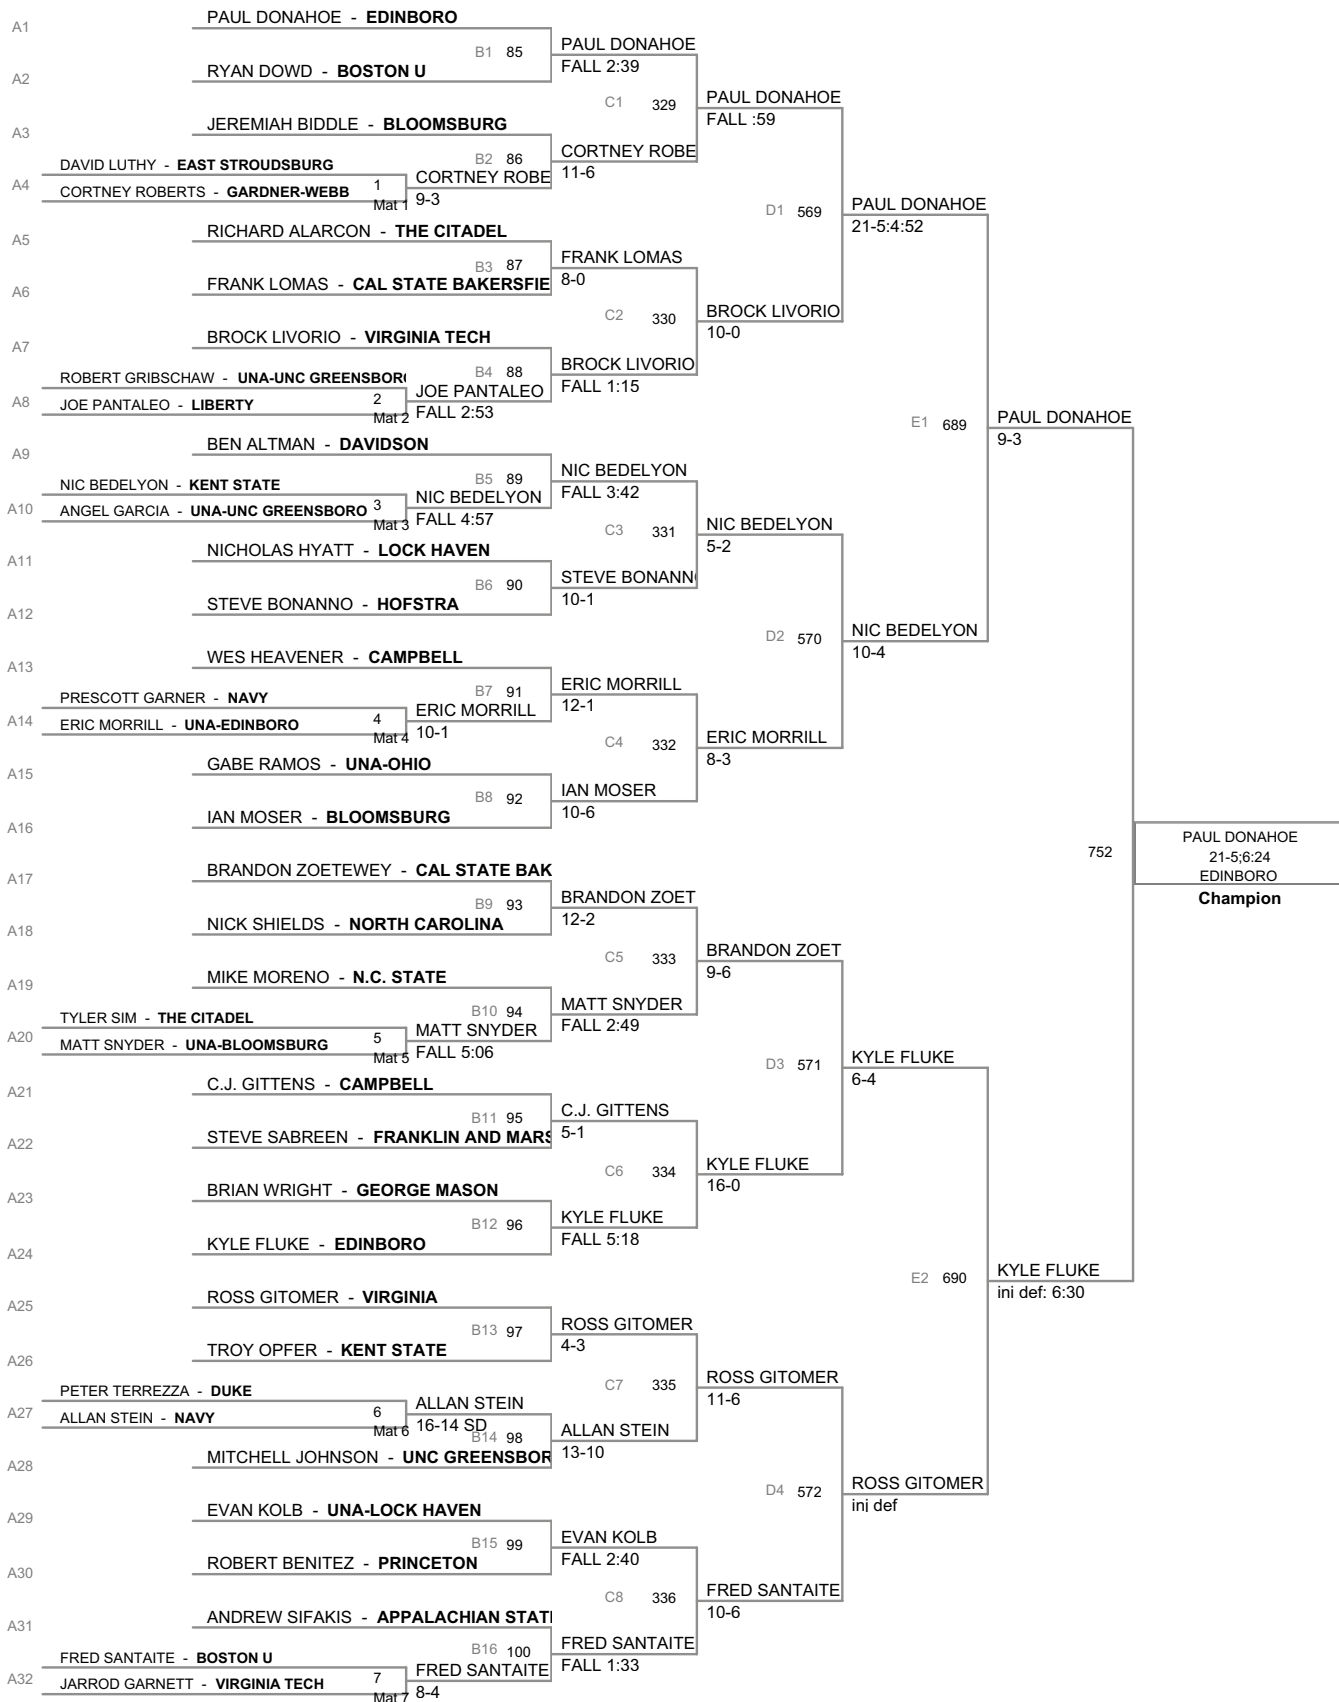 A1
PAUL DONAHOE - EDINBORO
B1 85
PAUL DONAHOE
FALL 2:39
A2
RYAN DOWD - BOSTON U
C1 329
PAUL DONAHOE
FALL :59
A3
JEREMIAH BIDDLE - BLOOMSBURG
B2 86
CORTNEY ROBE
11-6
DAVID LUTHY - EAST STROUDSBURG
A4
CORTNEY ROBERTS - GARDNER-WEBB
1
Mat 1
CORTNEY ROBE
9-3
D1 569
PAUL DONAHOE
21-5:4:52
A5
RICHARD ALARCON - THE CITADEL
B3 87
FRANK LOMAS
8-0
A6
FRANK LOMAS - CAL STATE BAKERSFIE
C2 330
BROCK LIVORIO
10-0
A7
BROCK LIVORIO - VIRGINIA TECH
B4 88
BROCK LIVORIO
FALL 1:15
ROBERT GRIBSCHAW - UNA-UNC GREENSBOR
A8
JOE PANTALEO - LIBERTY
2
Mat 2
JOE PANTALEO
FALL 2:53
E1 689
PAUL DONAHOE
9-3
A9
BEN ALTMAN - DAVIDSON
B5 89
NIC BEDELYON
FALL 3:42
NIC BEDELYON - KENT STATE
A10
ANGEL GARCIA - UNA-UNC GREENSBORO
3
Mat 3
NIC BEDELYON
FALL 4:57
C3 331
NIC BEDELYON
5-2
A11
NICHOLAS HYATT - LOCK HAVEN
B6 90
STEVE BONANN
10-1
A12
STEVE BONANNO - HOFSTRA
D2 570
NIC BEDELYON
10-4
A13
WES HEAVENER - CAMPBELL
B7 91
ERIC MORRILL
12-1
PRESCOTT GARNER - NAVY
A14
ERIC MORRILL - UNA-EDINBORO
4
Mat 4
ERIC MORRILL
10-1
C4 332
ERIC MORRILL
8-3
A15
GABE RAMOS - UNA-OHIO
B8 92
IAN MOSER
10-6
A16
IAN MOSER - BLOOMSBURG
752
PAUL DONAHOE
21-5;6:24
EDINBORO
Champion
A17
BRANDON ZOETEWEY - CAL STATE BAK
B9 93
BRANDON ZOET
12-2
A18
NICK SHIELDS - NORTH CAROLINA
C5 333
BRANDON ZOET
9-6
A19
MIKE MORENO - N.C. STATE
B10 94
MATT SNYDER
FALL 2:49
TYLER SIM - THE CITADEL
A20
MATT SNYDER - UNA-BLOOMSBURG
5
Mat 5
MATT SNYDER
FALL 5:06
D3 571
KYLE FLUKE
6-4
A21
C.J. GITTENS - CAMPBELL
B11 95
C.J. GITTENS
5-1
A22
STEVE SABREEN - FRANKLIN AND MARS
C6 334
KYLE FLUKE
16-0
A23
BRIAN WRIGHT - GEORGE MASON
B12 96
KYLE FLUKE
FALL 5:18
A24
KYLE FLUKE - EDINBORO
E2 690
KYLE FLUKE
inj def: 6:30
A25
ROSS GITOMER - VIRGINIA
B13 97
ROSS GITOMER
4-3
A26
TROY OPFER - KENT STATE
C7 335
ROSS GITOMER
11-6
PETER TERREZZA - DUKE
A27
ALLAN STEIN - NAVY
6
Mat 6
ALLAN STEIN
16-14 SD
B14 98
ALLAN STEIN
13-10
A28
MITCHELL JOHNSON - UNC GREENSBOR
D4 572
ROSS GITOMER
inj def
A29
EVAN KOLB - UNA-LOCK HAVEN
B15 99
EVAN KOLB
FALL 2:40
A30
ROBERT BENITEZ - PRINCETON
C8 336
FRED SANTAITE
10-6
A31
ANDREW SIFAKIS - APPALACHIAN STAT
B16 100
FRED SANTAITE
FALL 1:33
FRED SANTAITE - BOSTON U
A32
JARROD GARNETT - VIRGINIA TECH
7
Mat 7
FRED SANTAITE
8-4